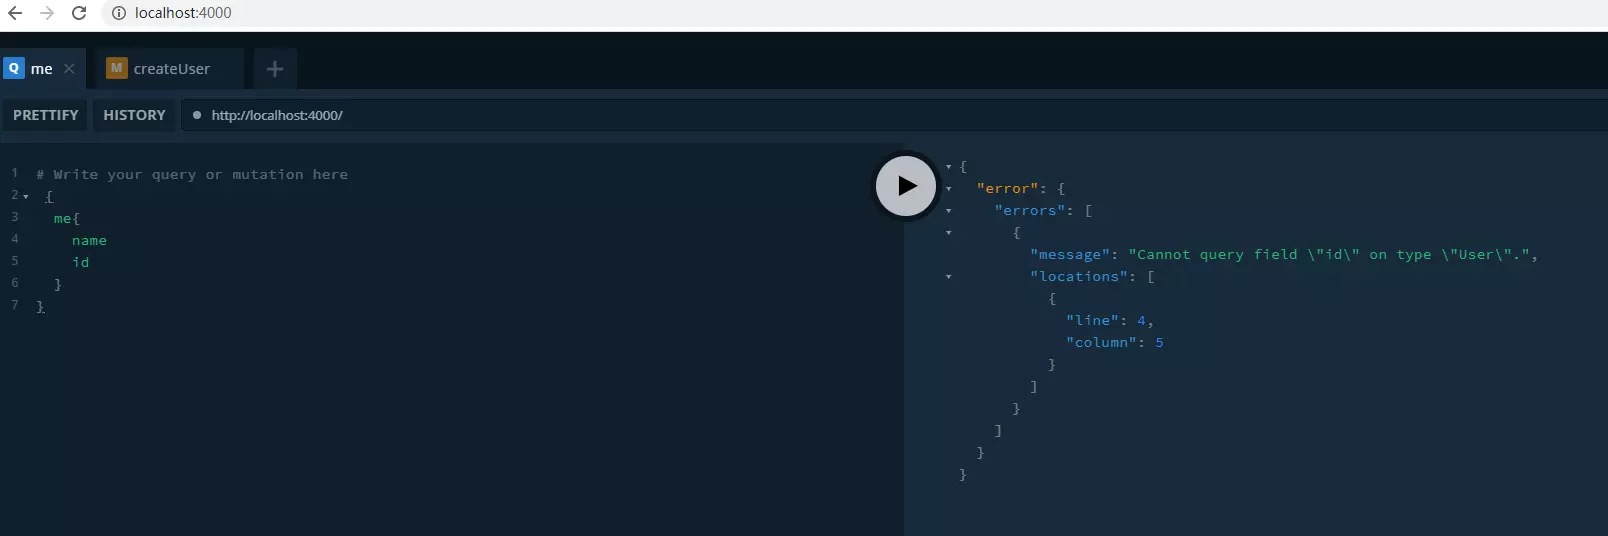 localhost:4000
Q me × M createUser +
PRETTIFY HISTORY http://localhost:4000/
1 # Write your query or mutation here
2 {
3 me{
4 name
5 id
6 }
7 }
{
"error": {
"errors": [
{
"message": "Cannot query field \"id\" on type \"User\".",
"locations": [
{
"line": 4,
"column": 5
}
]
}
]
}
}